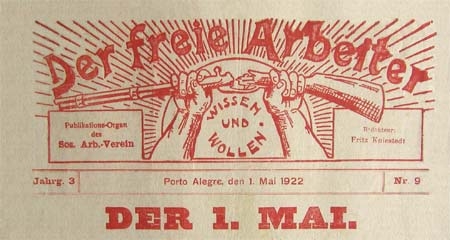 Der freie Arbeiter
WISSEN
UND
WOLLEN
Publikations-Organ
des
Soz. Arb.-Verein
Redakteur:
Fritz Kniestedt
Jahrg. 3
Porto Alegre, den 1. Mai 1922
Nr. 9
DER 1. MAI.